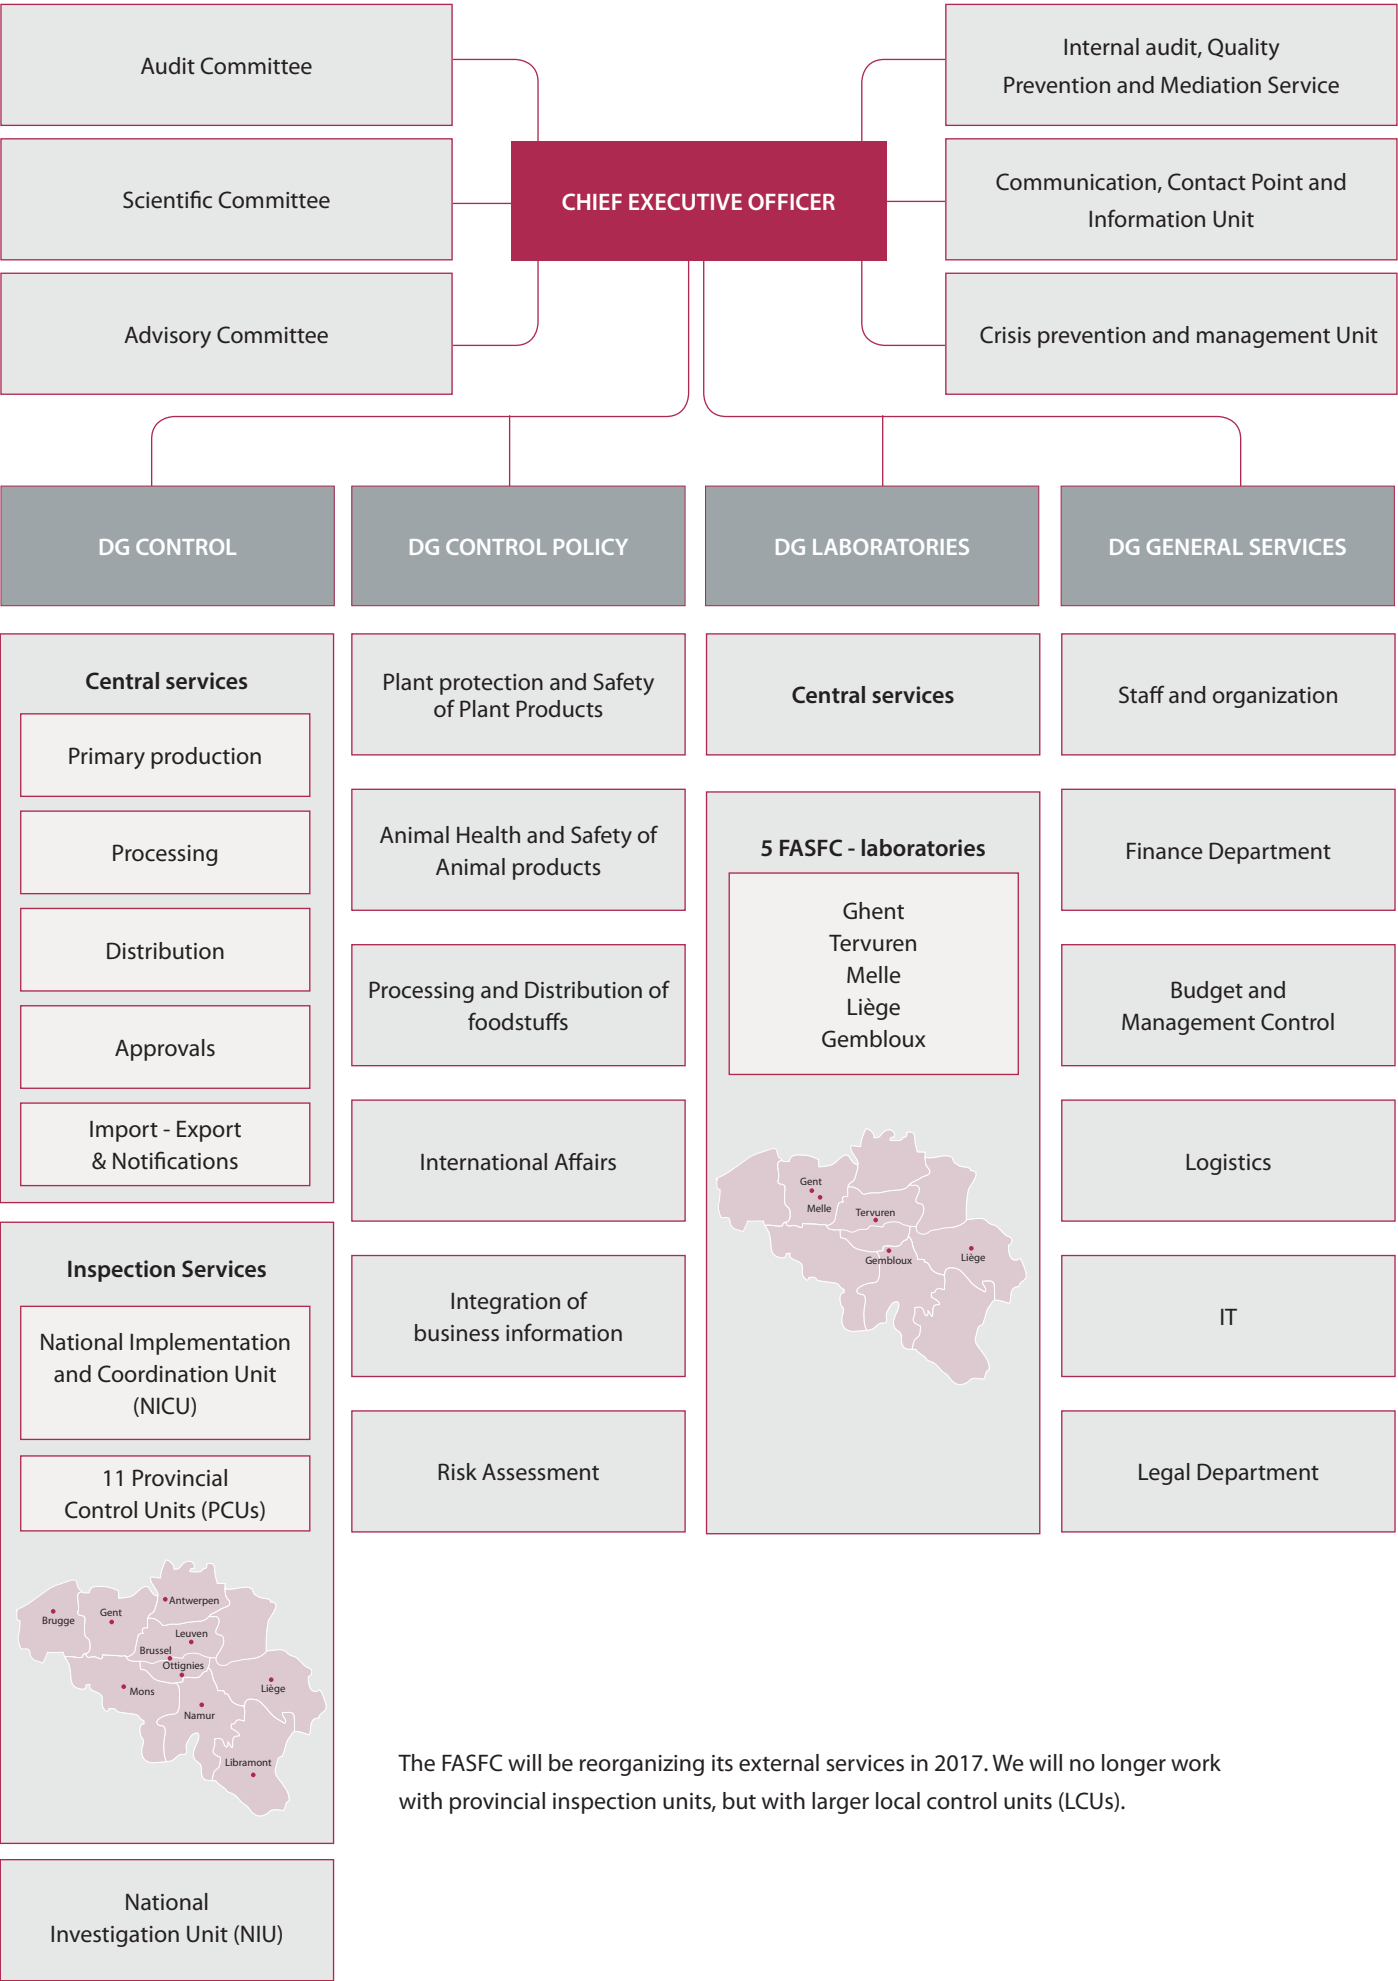 Audit Committee
Scientific Committee
Advisory Committee
CHIEF EXECUTIVE OFFICER
Internal audit, Quality
Prevention and Mediation Service
Communication, Contact Point and
Information Unit
Crisis prevention and management Unit
DG CONTROL
Central services
Primary production
Processing
Distribution
Approvals
Import - Export
& Notifications
Inspection Services
National Implementation
and Coordination Unit
(NICU)
11 Provincial
Control Units (PCUs)
Antwerpen
Brugge
Gent
Leuven
Brussel
Ottignies
Mons
Liège
Namur
Libramont
National
Investigation Unit (NIU)
DG CONTROL POLICY
Plant protection and Safety
of Plant Products
Animal Health and Safety of
Animal products
Processing and Distribution of
foodstuffs
International Affairs
Integration of
business information
Risk Assessment
DG LABORATORIES
Central services
5 FASFC - laboratories
Ghent
Tervuren
Melle
Liège
Gembloux
Gent
Melle
Tervuren
Gembloux
Liège
DG GENERAL SERVICES
Staff and organization
Finance Department
Budget and
Management Control
Logistics
IT
Legal Department
The FASFC will be reorganizing its external services in 2017. We will no longer work
with provincial inspection units, but with larger local control units (LCUs).